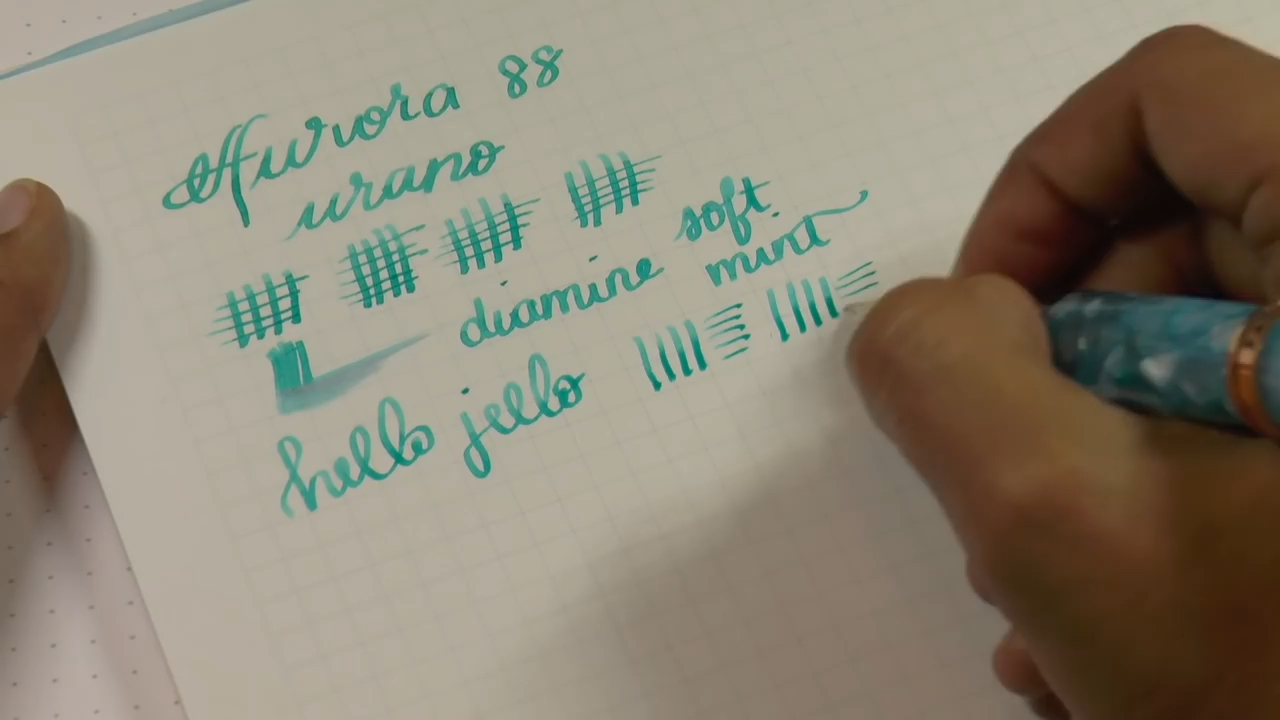 Aurora 88
urano
diamine soft
mint
hello jello